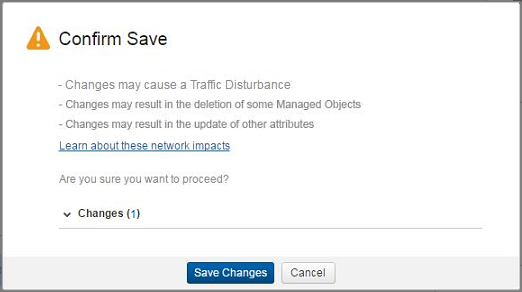 Confirm Save
- Changes may cause a Traffic Disturbance
- Changes may result in the deletion of some Managed Objects
- Changes may result in the update of other attributes
Learn about these network impacts
Are you sure you want to proceed?
Changes (1)
Save Changes
Cancel